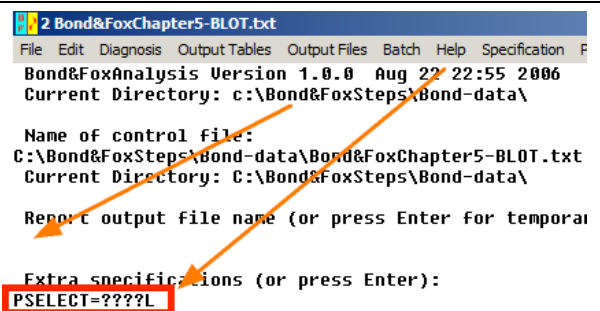 2 Bond&FoxChapter5-BLOT.txt
File Edit Diagnosis Output Tables Output Files Batch Help Specification P
Bond&FoxAnalysis Version 1.0.0 Aug 22 22:55 2006
Current Directory: c:\Bond&FoxSteps\Bond-data\
Name of control file:
C:\Bond&FoxSteps\Bond-data\Bond&FoxChapter5-BLOT.txt
Current Directory: C:\Bond&FoxSteps\Bond-data\
Report output file name (or press Enter for temporar
Extra specifications (or press Enter):
PSELECT=????L